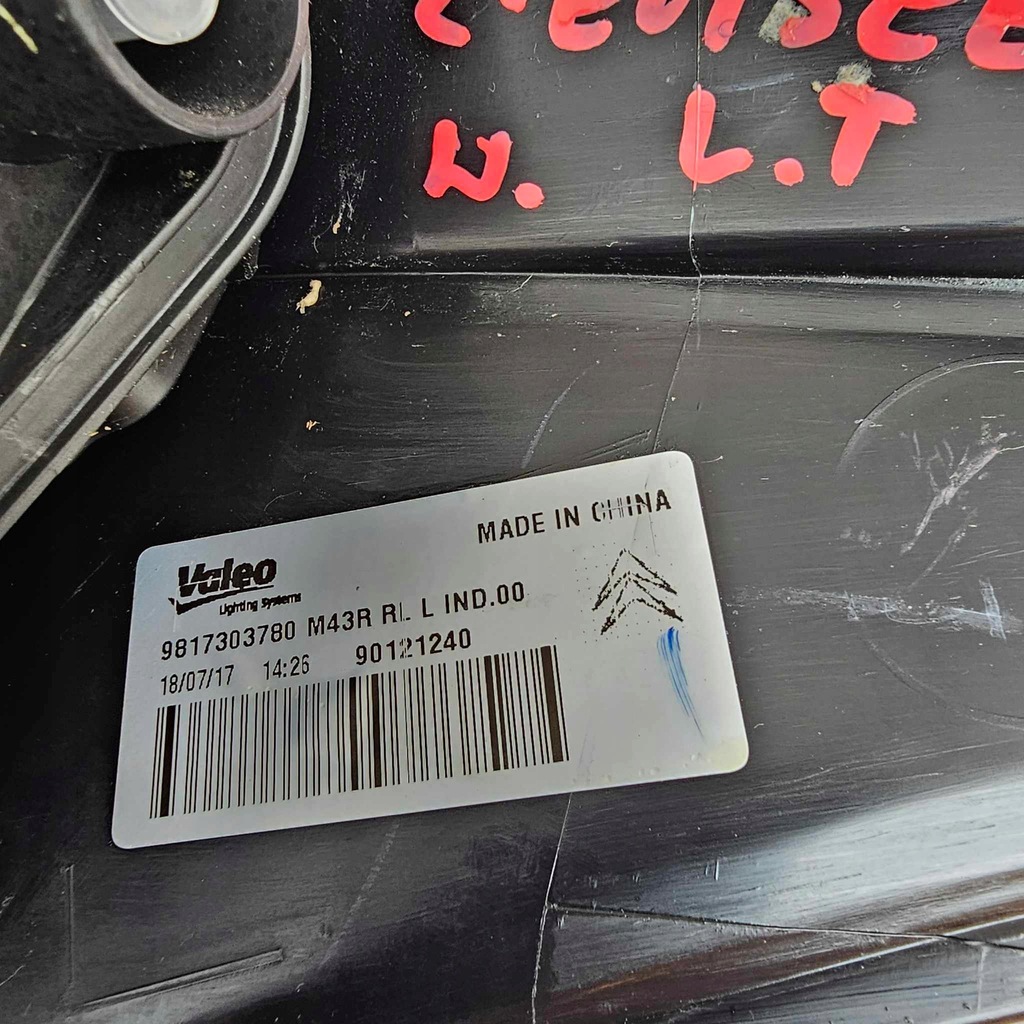 N. L.T
MADE IN CHINA
Valeo
Lighting Systems
9817303780 M43R RL L IND.00
18/07/17 14:26 90121240